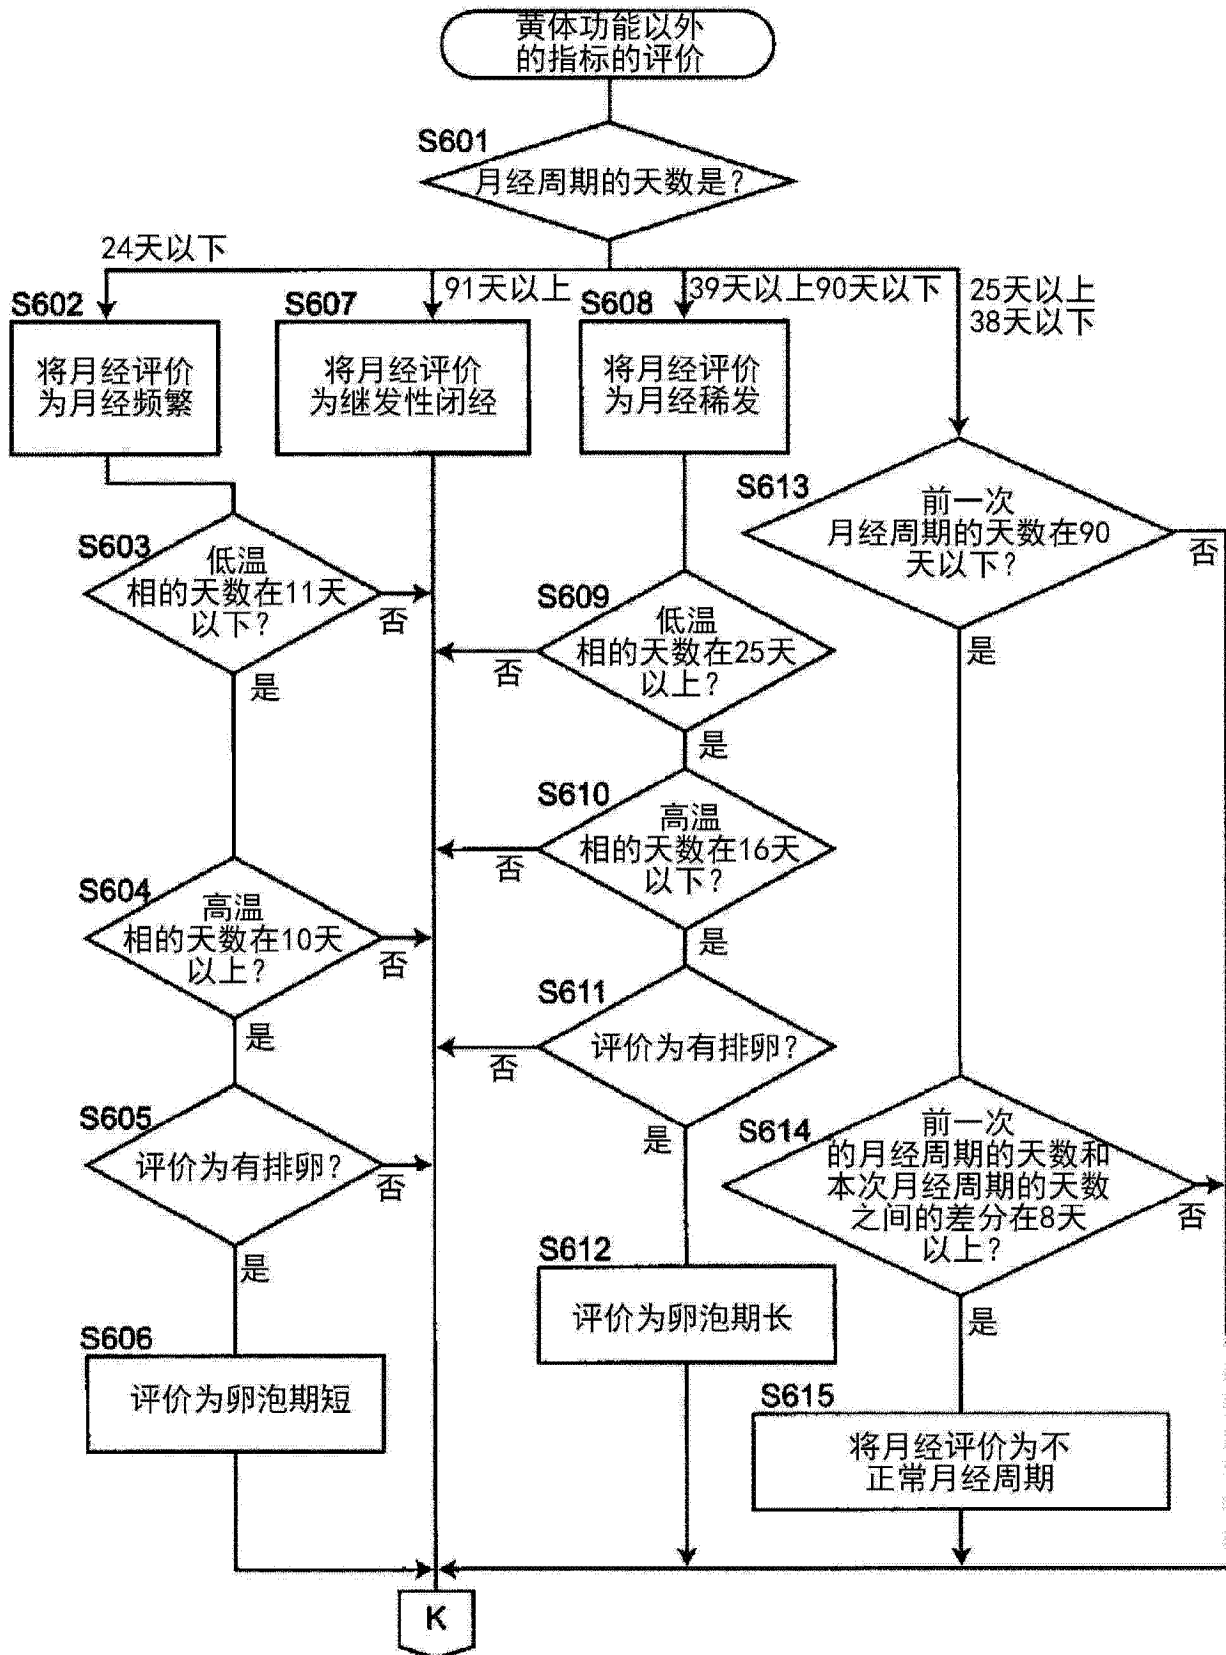 黄体功能以外
的指标的评价
S601
月经周期的天数是?
24天以下
91天以上
39天以上90天以下
25天以上
38天以下
S602
将月经评价
为月经频繁
S607
将月经评价
为继发性闭经
S608
将月经评价
为月经稀发
S613
前一次
月经周期的天数在90
天以下?
否
是
S603
低温
相的天数在11天
以下?
否
是
S609
低温
相的天数在25天
以上?
否
是
S610
高温
相的天数在16天
以下?
否
是
S604
高温
相的天数在10天
以上?
否
是
S611
评价为有排卵?
否
是
S605
评价为有排卵?
否
是
S614
前一次
的月经周期的天数和
本次月经周期的天数
之间的差分在8天
以上?
否
是
S612
评价为卵泡期长
S606
评价为卵泡期短
S615
将月经评价为不
正常月经周期
K